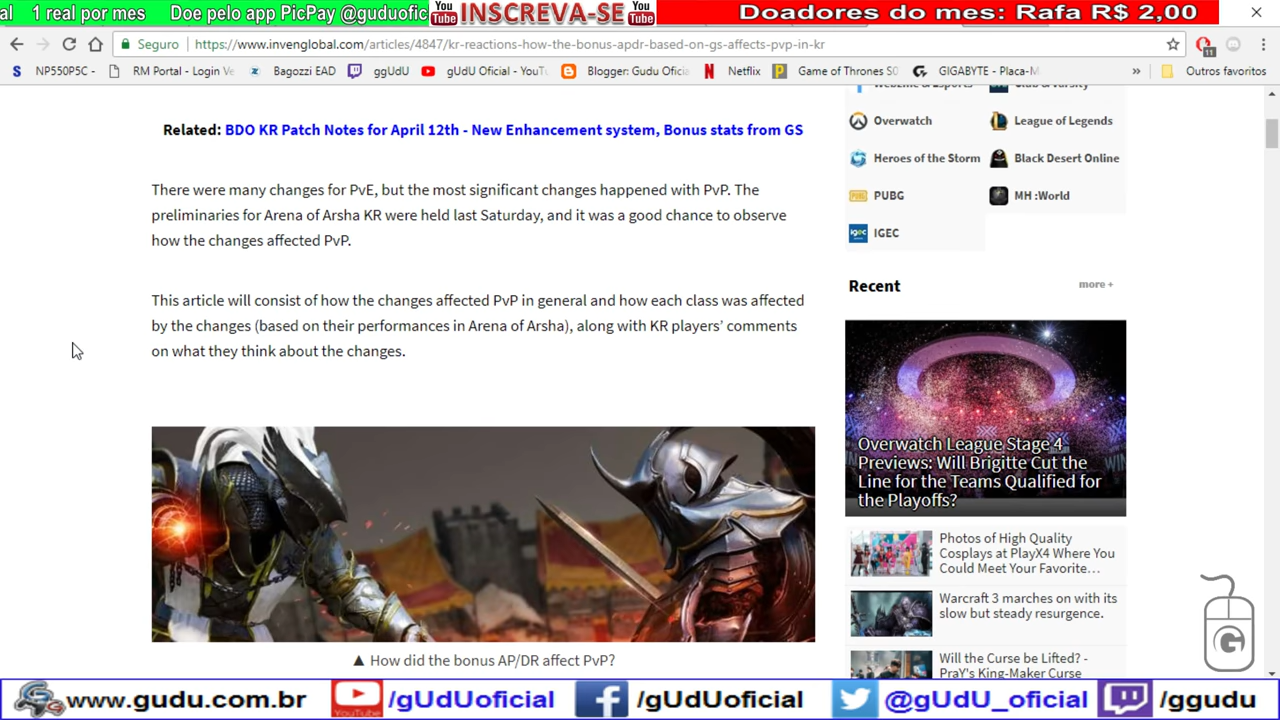 al 1 real por mes Doe pelo app PicPay @guduofic
You Tube INSCREVA-SE You Tube
Doadores do mes: Rafa R$ 2,00
Seguro https://www.invenglobal.com/articles/4847/kr-reactions-how-the-bonus-apdr-based-on-gs-affects-pvp-in-kr
11
NP550P5C - RM Portal - Login Ve Bagozzi EAD ggUdU gUdU Oficial - YouTu Blogger: Gudu Oficia Netflix Game of Thrones S0 GIGABYTE - Placa-M » Outros favoritos
Related: BDO KR Patch Notes for April 12th - New Enhancement system, Bonus stats from GS
There were many changes for PvE, but the most significant changes happened with PvP. The
preliminaries for Arena of Arsha KR were held last Saturday, and it was a good chance to observe
how the changes affected PvP.
This article will consist of how the changes affected PvP in general and how each class was affected
by the changes (based on their performances in Arena of Arsha), along with KR players’ comments
on what they think about the changes.
▲ How did the bonus AP/DR affect PvP?
Overwatch League of Legends
Heroes of the Storm Black Desert Online
PUBG MH :World
IGEC
Recent more +
Overwatch League Stage 4
Previews: Will Brigitte Cut the
Line for the Teams Qualified for
the Playoffs?
Photos of High Quality
Cosplays at PlayX4 Where You
Could Meet Your Favorite…
Warcraft 3 marches on with its
slow but steady resurgence.
Will the Curse be Lifted? -
PraY's King-Maker Curse
G
www.gudu.com.br YouTube /gUdUoficial /gUdUoficial @gUdU_oficial /ggudu